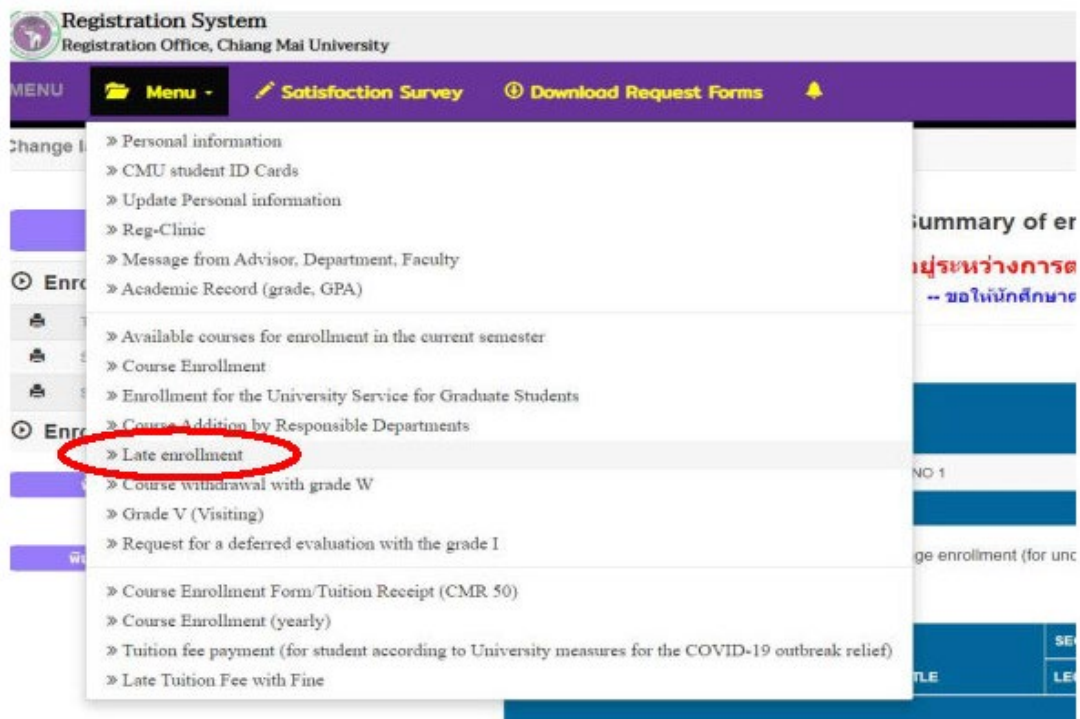 Registration System
Registration Office, Chiang Mai University
MENU
Menu
Satisfaction Survey
Download Request Forms
Change l
» Personal information
» CMU student ID Cards
» Update Personal information
» Reg-Clinic
» Message from Advisor, Department, Faculty
» Academic Record (grade, GPA)
» Available courses for enrollment in the current semester
» Course Enrollment
» Enrollment for the University Service for Graduate Students
» Course Addition by Responsible Departments
» Late enrollment
» Course withdrawal with grade W
» Grade V (Visiting)
» Request for a deferred evaluation with the grade I
» Course Enrollment Form/Tuition Receipt (CMR 50)
» Course Enrollment (yearly)
» Tuition fee payment (for student according to University measures for the COVID-19 outbreak relief)
» Late Tuition Fee with Fine
Enro
Enro
Summary of er
อยู่ระหว่างการต
-- ขอให้นักศึกษาต
NO 1
ge enrollment (for und
SE
TLE
LE